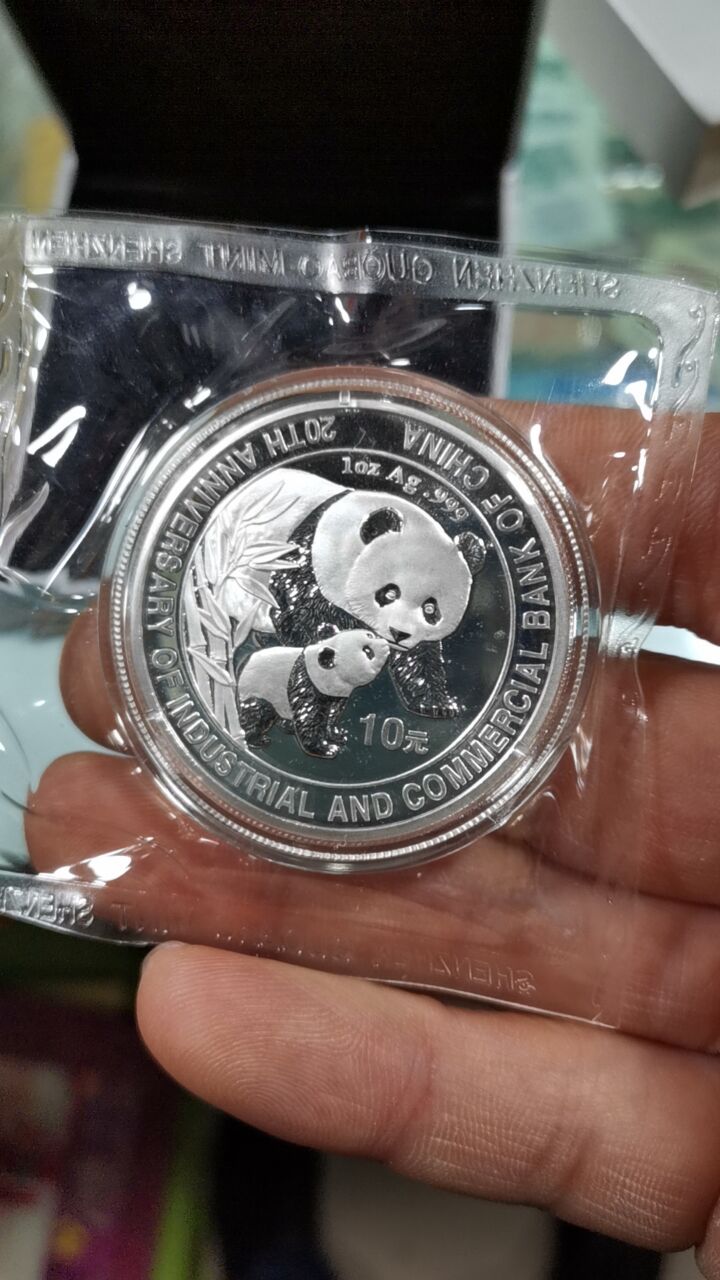 SHENZHEN GUOBAO MINT SHENZHEN
20TH ANNIVERSARY OF INDUSTRIAL AND COMMERCIAL BANK OF CHINA
1oz Ag .999
10元
SHENZHEN